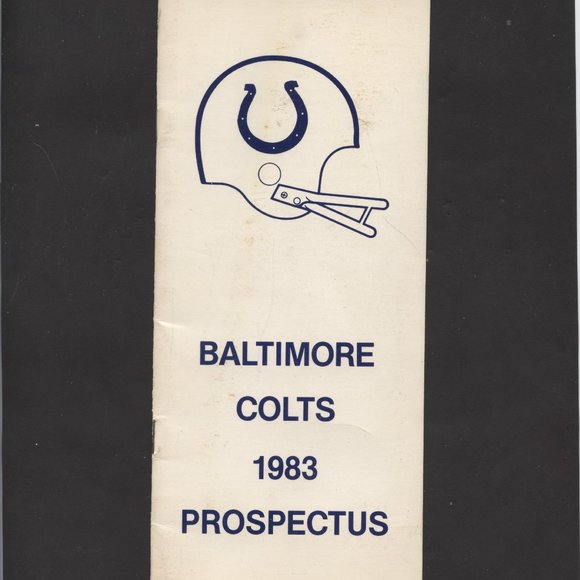 BALTIMORE
COLTS
1983
PROSPECTUS